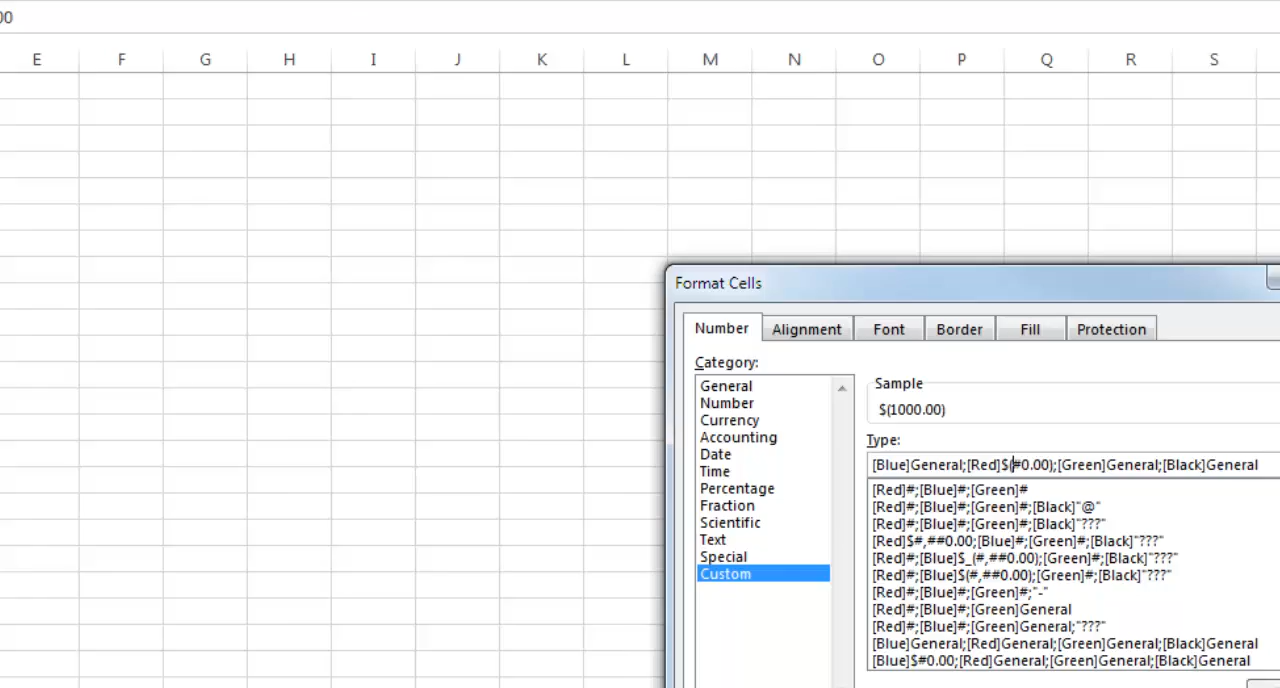 00
E F G H I J K L M N O P Q R S
Format Cells
Number Alignment Font Border Fill Protection
Category:
General
Number
Currency
Accounting
Date
Time
Percentage
Fraction
Scientific
Text
Special
Custom
Sample
$(1000.00)
Type:
[Blue]General;[Red]$(#0.00);[Green]General;[Black]General
[Red]#;[Blue]#;[Green]#
[Red]#;[Blue]#;[Green]#;[Black]"@"
[Red]#;[Blue]#;[Green]#;[Black]"???"
[Red]$#,##0.00;[Blue]#;[Green]#;[Black]"???"
[Red]#;[Blue]$_(#,##0.00);[Green]#;[Black]"???"
[Red]#;[Blue]$(#,##0.00);[Green]#;[Black]"???"
[Red]#;[Blue]#;[Green]#;"-"
[Red]#;[Blue]#;[Green]General
[Red]#;[Blue]#;[Green]General;"???"
[Blue]General;[Red]General;[Green]General;[Black]General
[Blue]$#0.00;[Red]General;[Green]General;[Black]General